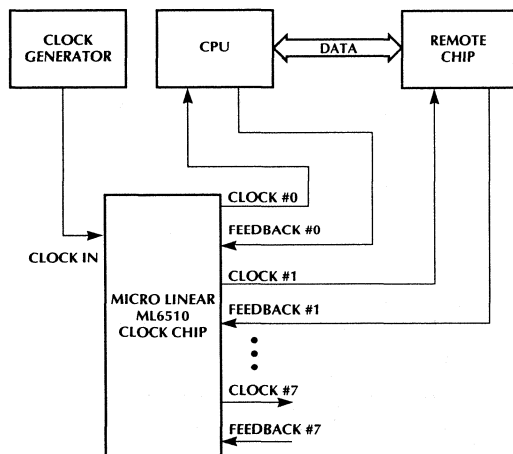 CLOCK
GENERATOR
CPU
DATA
REMOTE
CHIP
CLOCK #0
FEEDBACK #0
CLOCK IN
CLOCK #1
MICRO LINEAR
ML6510
CLOCK CHIP
FEEDBACK #1
CLOCK #7
FEEDBACK #7